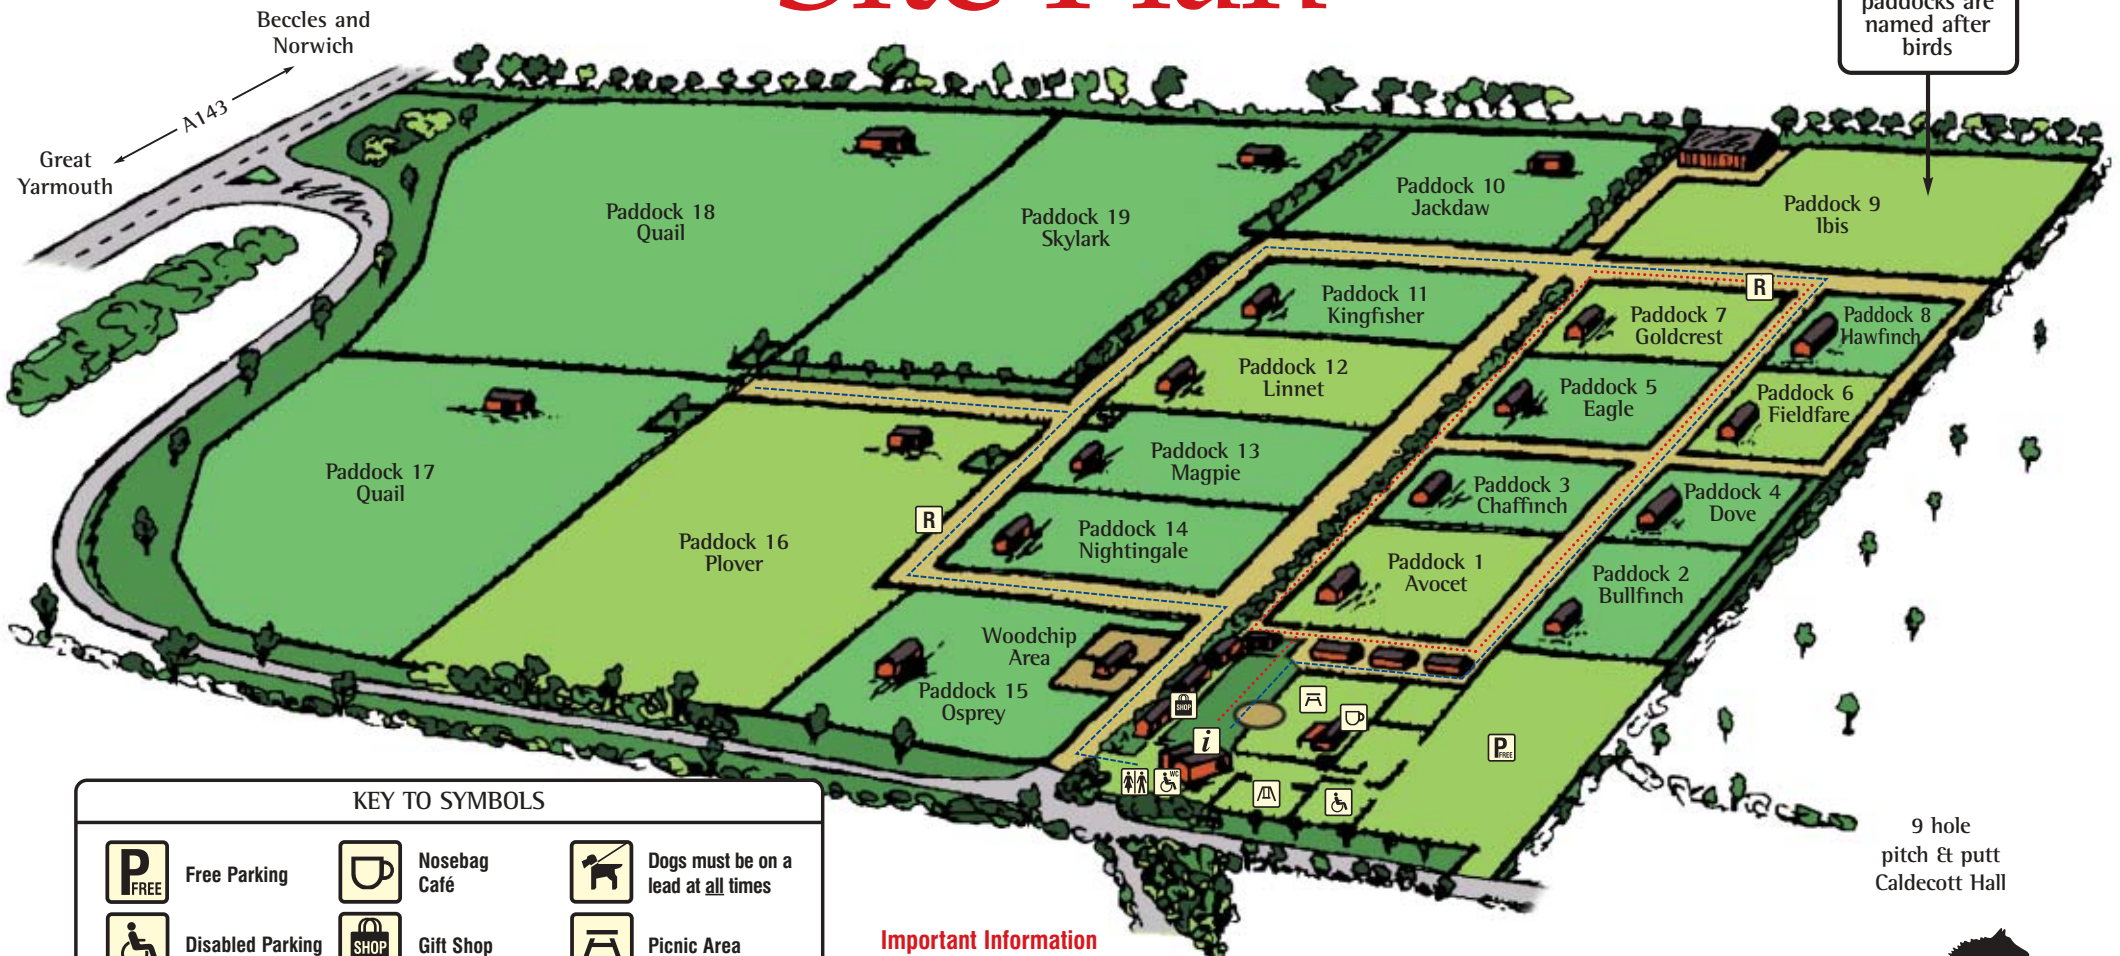 Site Plan
paddocks are
named after
birds
Beccles and
Norwich
A143
Great
Yarmouth
Paddock 18
Quail
Paddock 19
Skylark
Paddock 10
Jackdaw
Paddock 9
Ibis
Paddock 11
Kingfisher
Paddock 7
Goldcrest
R
Paddock 8
Hawfinch
Paddock 12
Linnet
Paddock 5
Eagle
Paddock 6
Fieldfare
Paddock 17
Quail
Paddock 13
Magpie
Paddock 3
Chaffinch
Paddock 4
Dove
R
Paddock 16
Plover
Paddock 14
Nightingale
Paddock 1
Avocet
Paddock 2
Bullfinch
Woodchip
Area
Paddock 15
Osprey
SHOP
i
P
FREE
WC
9 hole
pitch & putt
Caldecott Hall
KEY TO SYMBOLS
P
FREE
Free Parking
Nosebag
Café
Dogs must be on a
lead at all times
Disabled Parking
SHOP
Gift Shop
Picnic Area
Important Information